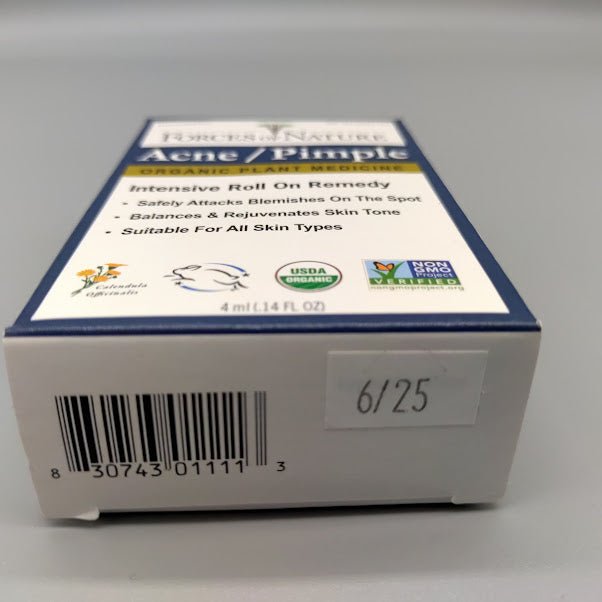 FORCES OF NATURE
Acne / Pimple
ORGANIC PLANT MEDICINE
Intensive Roll On Remedy
• Safely Attacks Blemishes On The Spot
• Balances & Rejuvenates Skin Tone
• Suitable For All Skin Types
Calendula
Officinalis
USDA
ORGANIC
NON
GMO
Project
VERIFIED
nongmoproject.org
4 ml (.14 FL OZ)
6/25
8 30743 01111 3